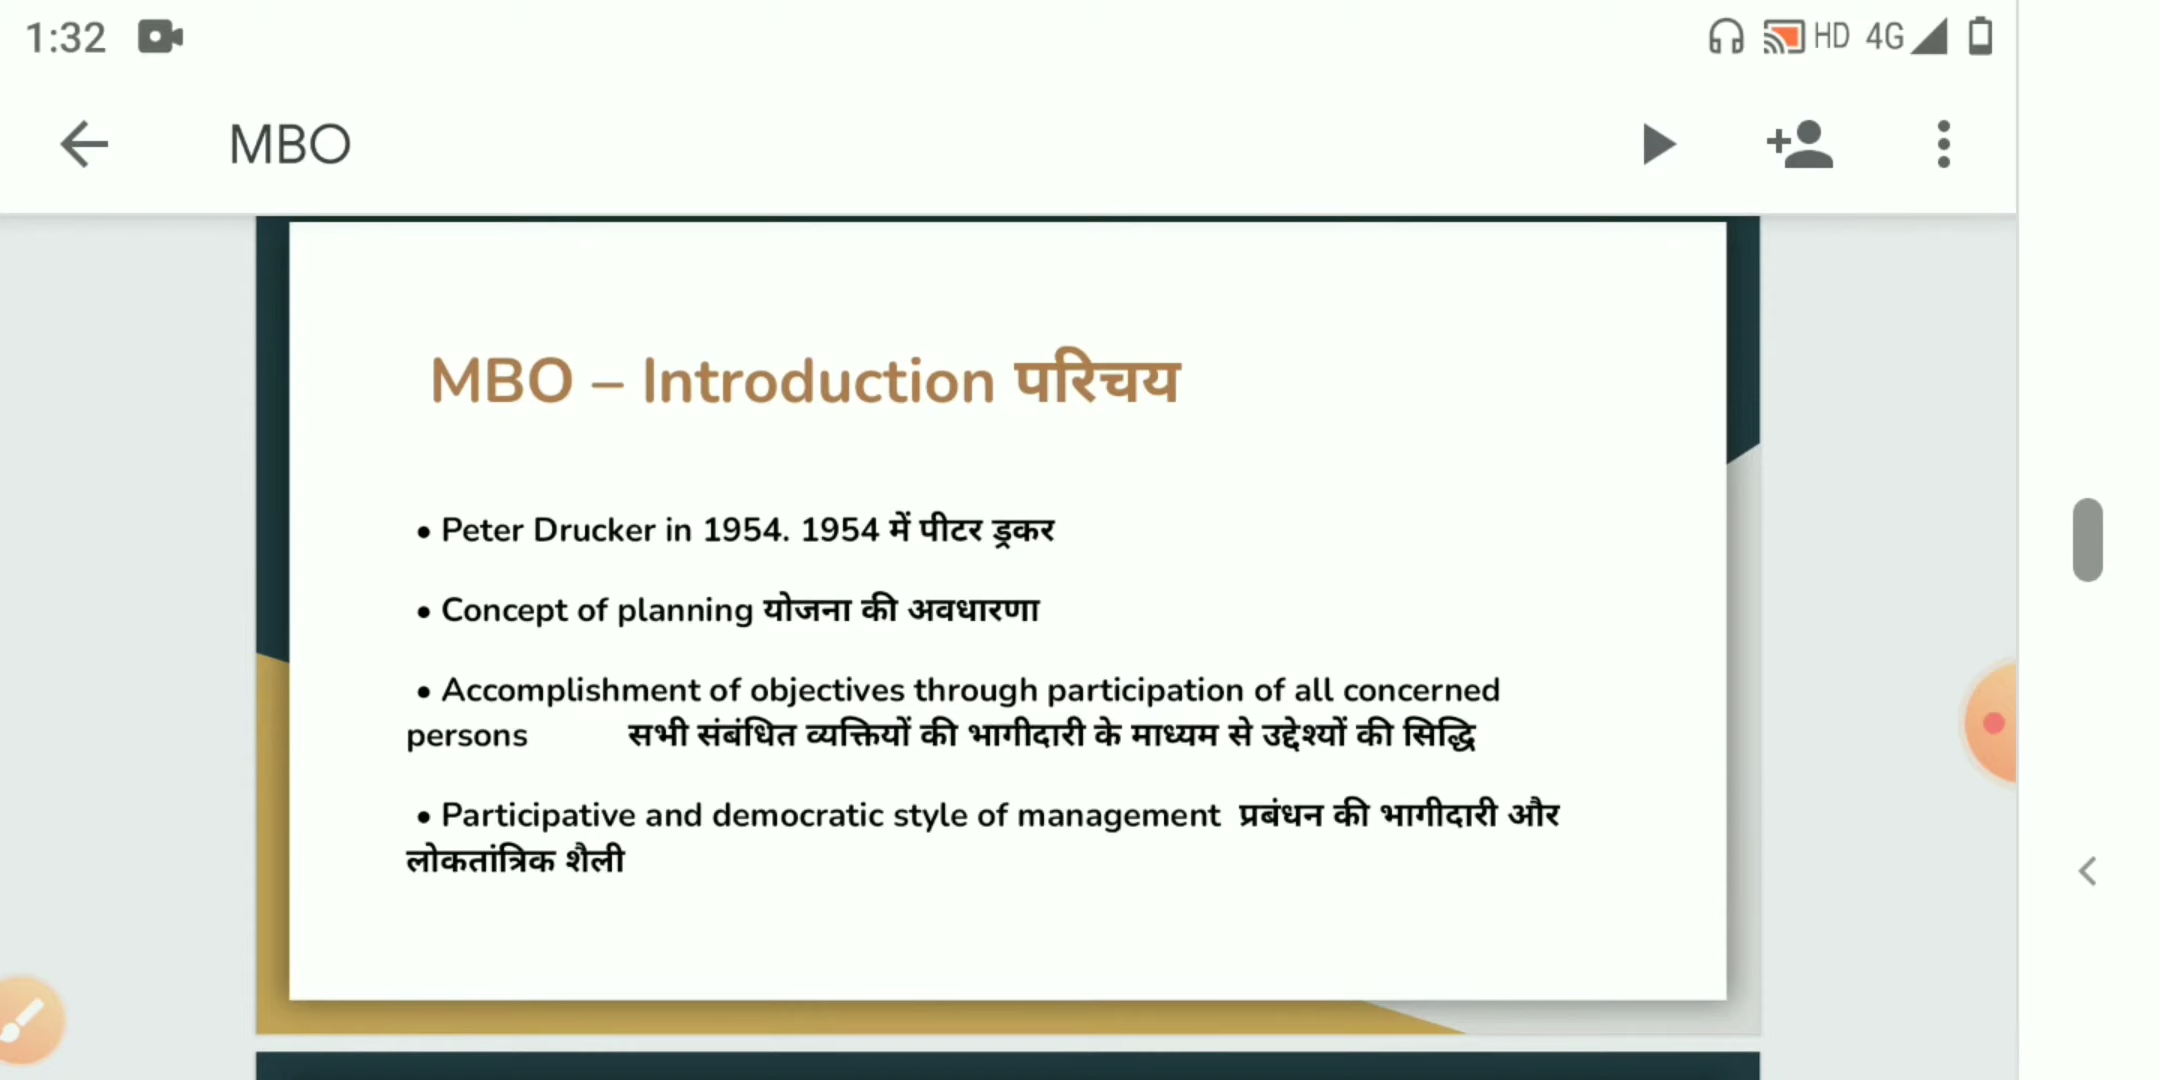 1:32
HD 4G
MBO
MBO – Introduction परिचय
• Peter Drucker in 1954. 1954 में पीटर ड्रकर
• Concept of planning योजना की अवधारणा
• Accomplishment of objectives through participation of all concerned
persons सभी संबंधित व्यक्तियों की भागीदारी के माध्यम से उद्देश्यों की सिद्धि
• Participative and democratic style of management प्रबंधन की भागीदारी और
लोकतांत्रिक शैली